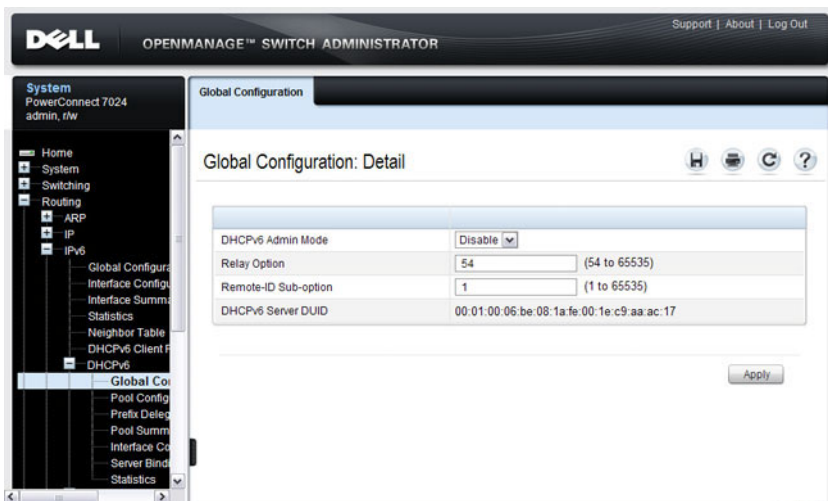 Support | About | Log Out
DELL OPENMANAGE™ SWITCH ADMINISTRATOR
System
PowerConnect 7024
admin, r/w
Global Configuration
Home
System
Switching
Routing
ARP
IP
IPv6
Global Configura
Interface Configu
Interface Summa
Statistics
Neighbor Table
DHCPv6 Client
DHCPv6
Global Co
Pool Config
Prefix Deleg
Pool Summ
Interface Co
Server Bindi
Statistics
Global Configuration: Detail
DHCPv6 Admin Mode Disable
Relay Option 54 (54 to 65535)
Remote-ID Sub-option 1 (1 to 65535)
DHCPv6 Server DUID 00:01:00:06:be:08:1a:fe:00:1e:c9:aa:ac:17
Apply